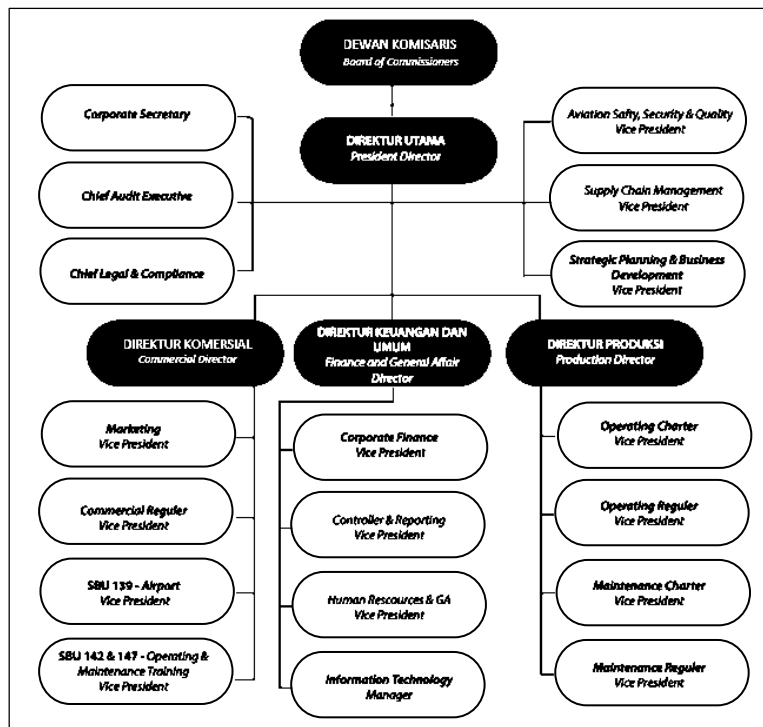 DEWAN KOMISARIS
Board of Commissioners
Corporate Secretary
DIREKTUR UTAMA
President Director
Aviation Safty, Security & Quality
Vice President
Chief Audit Executive
Supply Chain Management
Vice President
Chief Legal & Compliance
Strategic Planning & Business
Development
Vice President
DIREKTUR KOMERSIAL
Commercial Director
DIREKTUR KEUANGAN DAN
UMUM
Finance and General Affair
Director
DIREKTUR PRODUKSI
Production Director
Marketing
Vice President
Commercial Reguler
Vice President
SBU 139 - Airport
Vice President
SBU 142 & 147 - Operating &
Maintenance Training
Vice President
Corporate Finance
Vice President
Controller & Reporting
Vice President
Human Rescources & GA
Vice President
Information Technology
Manager
Operating Charter
Vice President
Operating Reguler
Vice President
Maintenance Charter
Vice President
Maintenance Reguler
Vice President